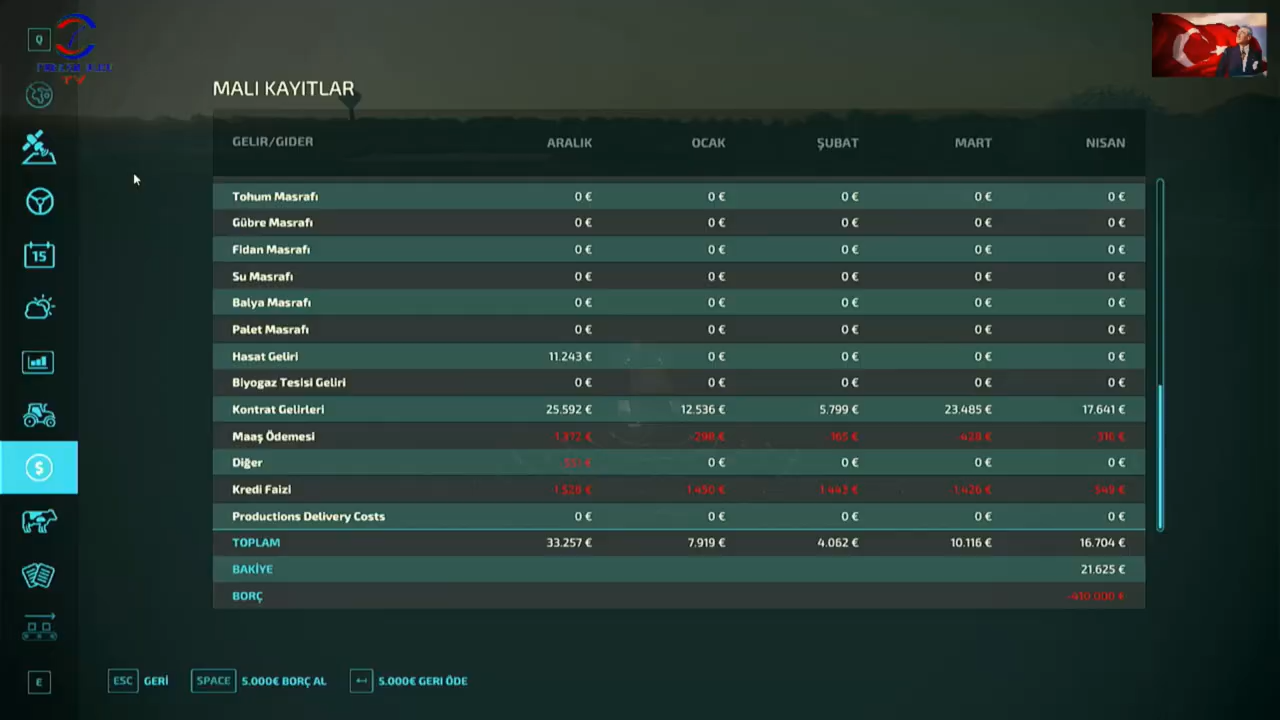 Q
TV
MALI KAYITLAR
GELIR/GIDER ARALIK OCAK ŞUBAT MART NISAN
Tohum Masrafı 0 € 0 € 0 € 0 € 0 €
Gübre Masrafı 0 € 0 € 0 € 0 € 0 €
Fidan Masrafı 0 € 0 € 0 € 0 € 0 €
Su Masrafı 0 € 0 € 0 € 0 € 0 €
Balya Masrafı 0 € 0 € 0 € 0 € 0 €
Palet Masrafı 0 € 0 € 0 € 0 € 0 €
Hasat Geliri 11.243 € 0 € 0 € 0 € 0 €
Biyogaz Tesisi Geliri 0 € 0 € 0 € 0 € 0 €
Kontrat Gelirleri 25.592 € 12.536 € 5.799 € 23.485 € 17.641 €
Maaş Ödemesi
Diğer 0 € 0 € 0 € 0 €
Kredi Faizi
Productions Delivery Costs 0 € 0 € 0 € 0 € 0 €
TOPLAM 33.257 € 7.919 € 4.062 € 10.116 € 16.704 €
BAKİYE 21.625 €
BORÇ -410.000 €
15
$
E
ESC GERİ SPACE 5.000€ BORÇ AL ↔ 5.000€ GERI ÖDE